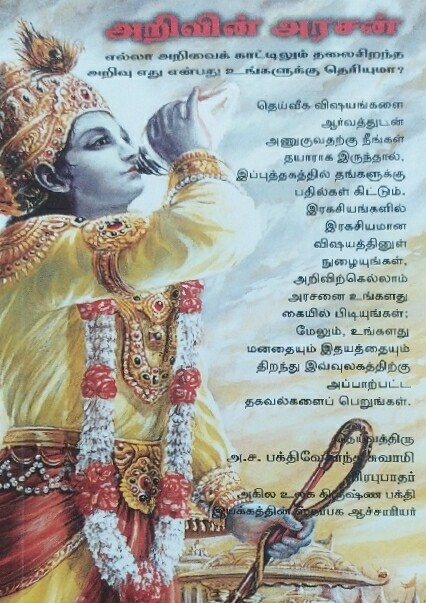 அறிவின் அரசன்
எல்லா அறிவைக் காட்டிலும் தலைசிறந்த
அறிவு எது என்பது உங்களுக்கு தெரியுமா?
தெய்வீக விஷயங்களை
ஆர்வத்துடன்
அணுகுவதற்கு நீங்கள்
தயாராக இருந்தால்,
இப்புத்தகத்தில் தங்களுக்கு
பதில்கள் கிட்டும்.
இரகசியங்களில்
இரகசியமான
விஷயத்தினுள்
நுழையுங்கள்,
அறிவிற்கெல்லாம்
அரசனை உங்களது
கையில் பிடியுங்கள்;
மேலும், உங்களது
மனதையும் இதயத்தையும்
திறந்து இவ்வுலகத்திற்கு
அப்பாற்பட்ட
தகவல்களைப் பெறுங்கள்.
தெய்வத்திரு
அ.ச. பக்திவேதாந்த சுவாமி
பிரபுபாதர்
அகில உலக கிருஷ்ண பக்தி
இயக்கத்தின் ஸ்தாபக ஆச்சாரியர்